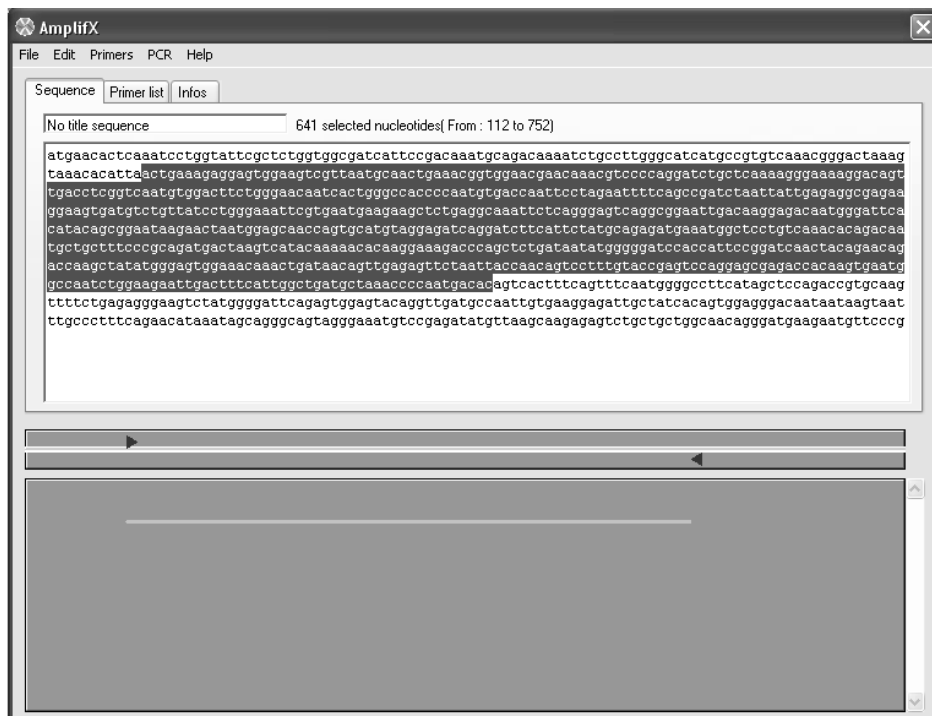 AmplifX
File Edit Primers PCR Help
Sequence Primer list Infos
No title sequence 641 selected nucleotides( From : 112 to 752)
atgaacactcaaatcctggtattcgctctggtggcgatcattccgacaaatgcagacaaaatctgccttgggcatcatgccgtgtcaaacgggactaaag
taaacacattaactgaaagaggagtggaagtcgttaatgcaactgaaacggtggaacgaacaaacgtccccaggatctgctcaaaagggaaaaggacagt
tgacctcggtcaatgtggacttctgggaacaatcactgggccaccccaatgtgaccaattcctagaattttcagccgatctaattattgagaggcgagaa
ggaagtgatgtctgttatcctgggaaattcgtgaatgaagaagctctgaggcaaattctcagggagtcaggcggaattgacaaggagacaatgggattca
catacagcggaataagaactaatggagcaaccagtgcatgtaggagatcaggatcttcattctatgcagagatgaaatggctcctgtcaaacacagacaa
tgctgctttcccgcagatgactaagtcatacaaaaacacaaggaaagacccagctctgataatatgggggatccaccattccggatcaactacagaacag
accaagctatatgggagtggaaacaaactgataacagttgagagttctaattaccaacagtcctttgtaccgagtccaggagcgagaccacaagtgaatg
gccaatctggaagaattgactttcattggctgatgctaaaccccaatgacacagtcactttcagtttcaatggggccttcatagctccagaccgtgcaag
ttttctgagagggaagtctatggggattcagagtggagtacaggttgatgccaattgtgaaggagattgctatcacagtggagggacaataataagtaat
ttgccctttcagaacataaatagcagggcagtagggaaatgtccgagatatgttaagcaagagagtctgctgctggcaacagggatgaagaatgttcccg